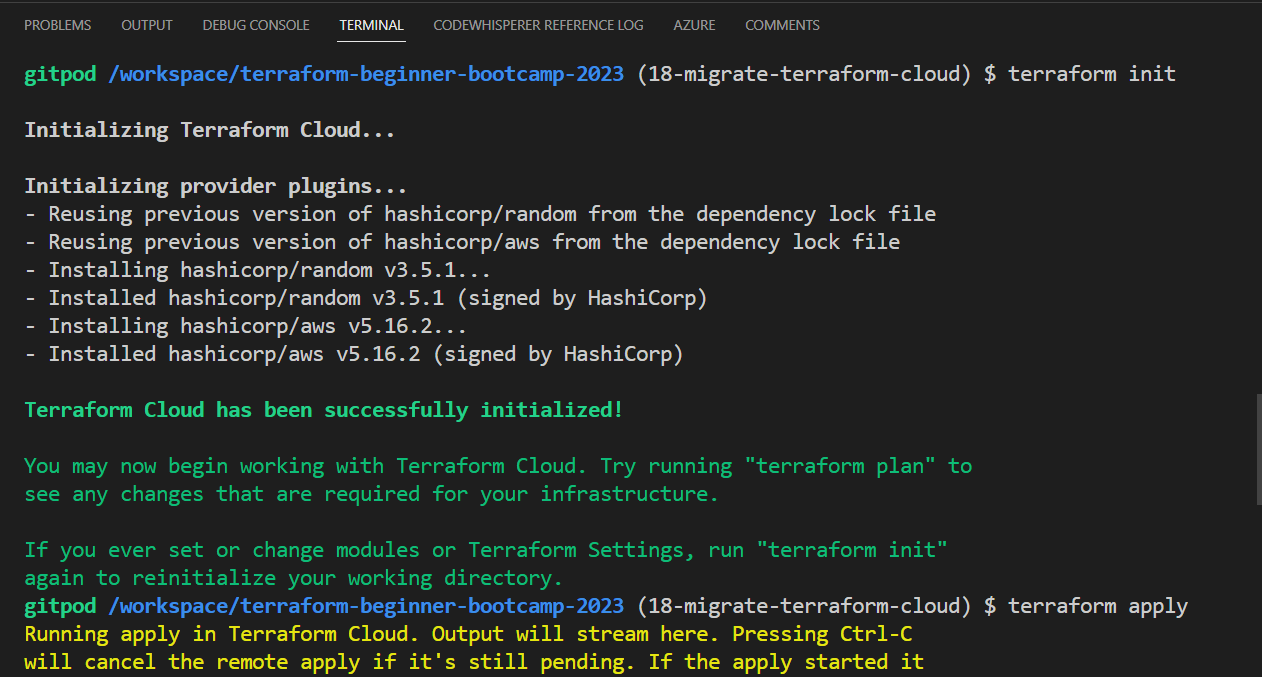 PROBLEMS OUTPUT DEBUG CONSOLE TERMINAL CODEWHISPERER REFERENCE LOG AZURE COMMENTS
gitpod /workspace/terraform-beginner-bootcamp-2023 (18-migrate-terraform-cloud) $ terraform init
Initializing Terraform Cloud...
Initializing provider plugins...
- Reusing previous version of hashicorp/random from the dependency lock file
- Reusing previous version of hashicorp/aws from the dependency lock file
- Installing hashicorp/random v3.5.1...
- Installed hashicorp/random v3.5.1 (signed by HashiCorp)
- Installing hashicorp/aws v5.16.2...
- Installed hashicorp/aws v5.16.2 (signed by HashiCorp)
Terraform Cloud has been successfully initialized!
You may now begin working with Terraform Cloud. Try running "terraform plan" to
see any changes that are required for your infrastructure.
If you ever set or change modules or Terraform Settings, run "terraform init"
again to reinitialize your working directory.
gitpod /workspace/terraform-beginner-bootcamp-2023 (18-migrate-terraform-cloud) $ terraform apply
Running apply in Terraform Cloud. Output will stream here. Pressing Ctrl-C
will cancel the remote apply if it's still pending. If the apply started it